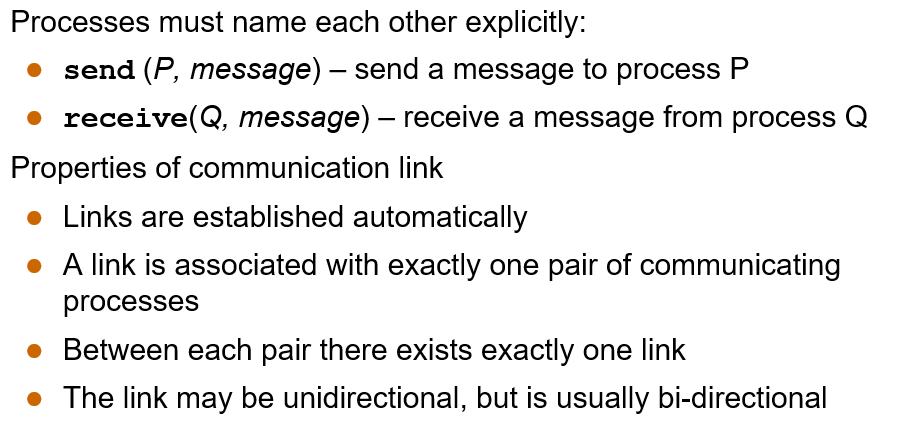 Processes must name each other explicitly:
● send (P, message) – send a message to process P
● receive(Q, message) – receive a message from process Q
Properties of communication link
● Links are established automatically
● A link is associated with exactly one pair of communicating
processes
● Between each pair there exists exactly one link
● The link may be unidirectional, but is usually bi-directional